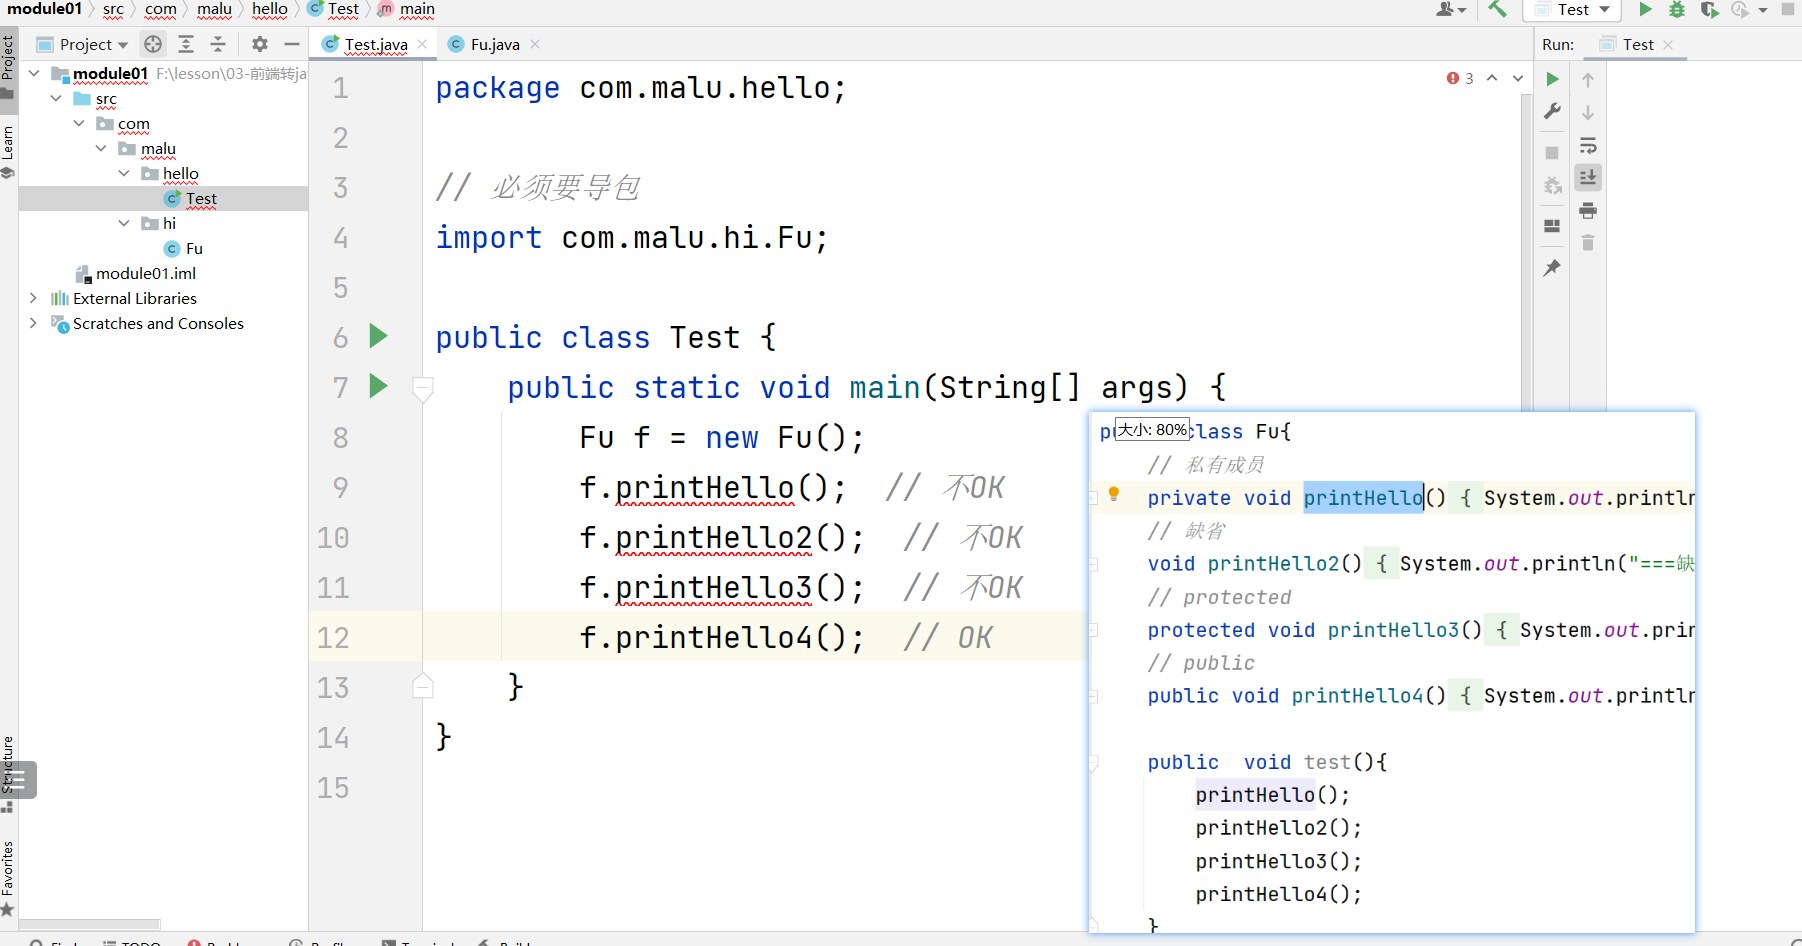 module01 src com malu hello Test main
Test
Project
Test.java
Fu.java
Run: Test
Project
Learn
Structure
Favorites
module01 F:\lesson\03-前端转ja
src
com
malu
hello
Test
hi
Fu
module01.iml
External Libraries
Scratches and Consoles
3
1 package com.malu.hello;
2
3 // 必须要导包
4 import com.malu.hi.Fu;
5
6 public class Test {
7 public static void main(String[] args) {
8 Fu f = new Fu();
9 f.printHello(); // 不OK
10 f.printHello2(); // 不OK
11 f.printHello3(); // 不OK
12 f.printHello4(); // OK
13 }
14 }
15
大小: 80%
class Fu{
// 私有成员
private void printHello() { System.out.println
// 缺省
void printHello2() { System.out.println("===缺
// protected
protected void printHello3() { System.out.prin
// public
public void printHello4() { System.out.println
public void test(){
printHello();
printHello2();
printHello3();
printHello4();
}
TODO